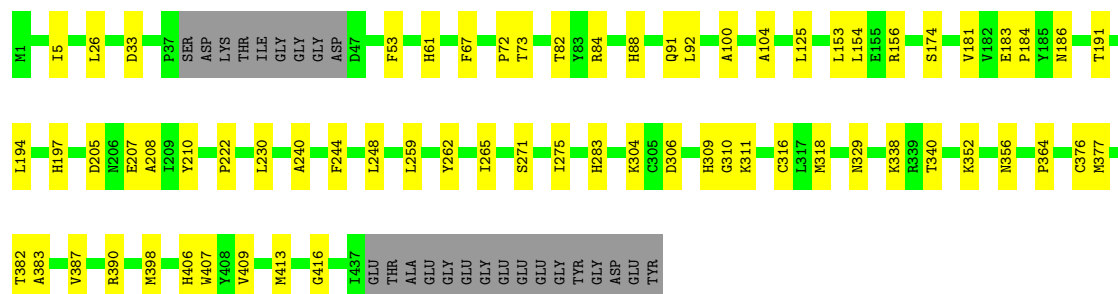 M1 I5 L26 D33 P37 SER ASP LYS THR ILE GLY GLY GLY ASP D47 F53 H61 F67 P72 T73 T82 Y83 R84 H88 Q91 L92 A100 A104 L125 L153 L154 E155 R156 S174 V181 V182 E183 P184 Y185 N186 T191
L194 H197 D205 N206 E207 A208 I209 Y210 P222 L230 A240 F244 L248 L259 Y262 I265 S271 I275 H283 K304 C305 D306 H309 G310 K311 C316 L317 M318 N329 K338 R339 T340 K352 N356 P364 C376 M377
T382 A383 V387 R390 M398 H406 W407 Y408 V409 M413 G416 I437 GLU THR ALA GLU GLY GLU GLY GLU GLU GLU GLY TYR GLY ASP GLU TYR